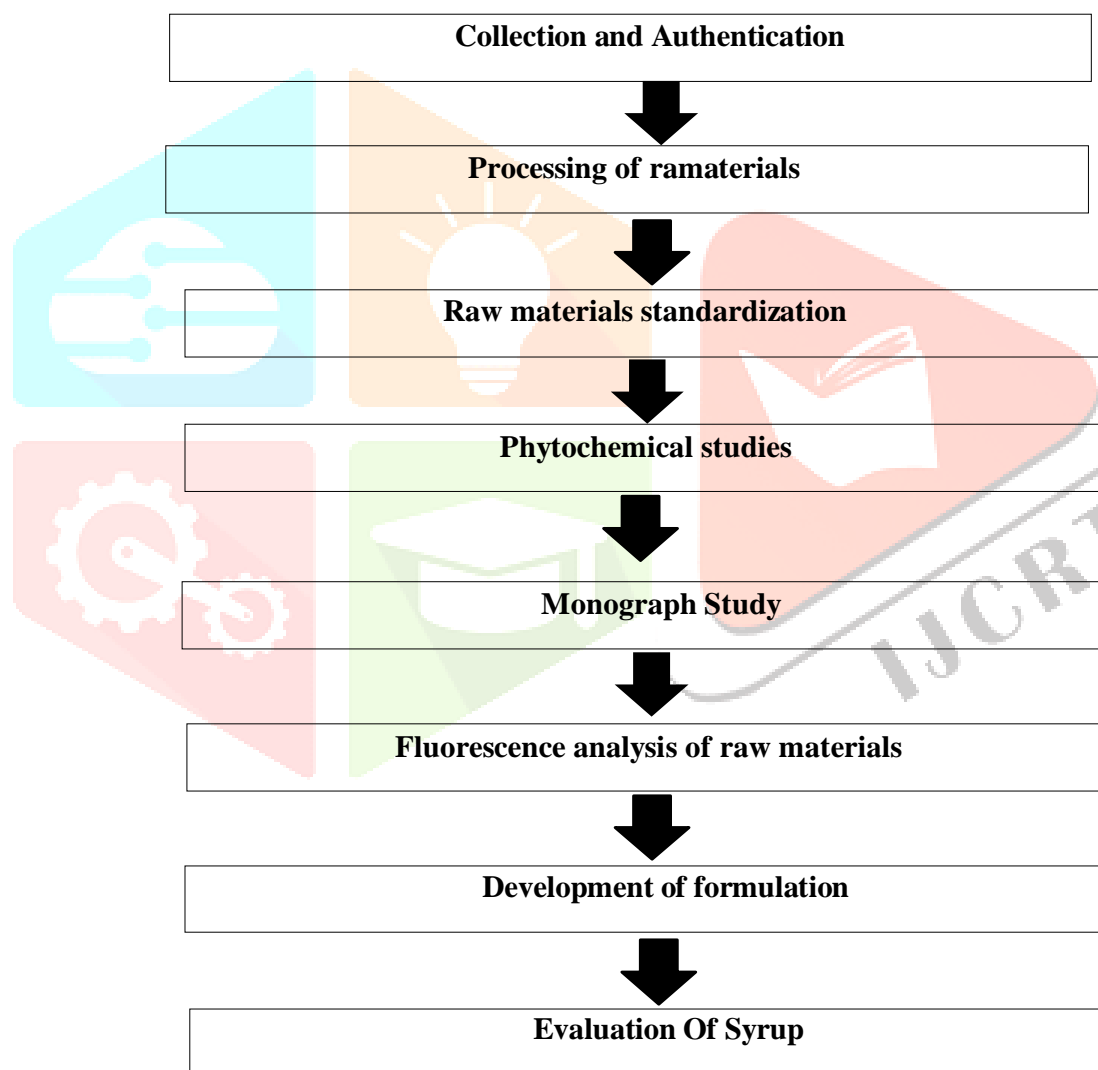 Collection and Authentication
Processing of ramaterials
Raw materials standardization
Phytochemical studies
Monograph Study
IJCR
Fluorescence analysis of raw materials
Development of formulation
Evaluation Of Syrup